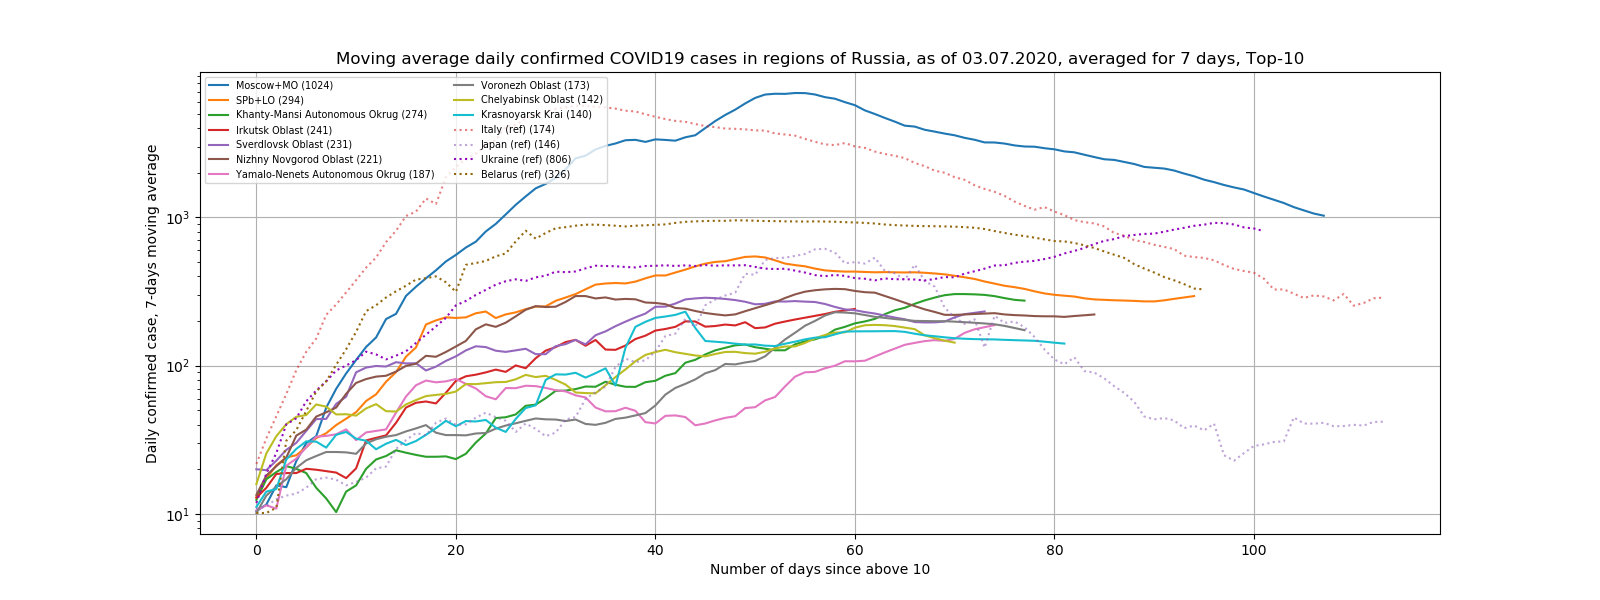 Moving average daily confirmed COVID19 cases in regions of Russia, as of 03.07.2020, averaged for 7 days, Top-10
Moscow+MO (1024)
SPb+LO (294)
Khanty-Mansi Autonomous Okrug (274)
Irkutsk Oblast (241)
Sverdlovsk Oblast (231)
Nizhny Novgorod Oblast (221)
Yamalo-Nenets Autonomous Okrug (187)
Voronezh Oblast (173)
Chelyabinsk Oblast (142)
Krasnoyarsk Krai (140)
Italy (ref) (174)
Japan (ref) (146)
Ukraine (ref) (806)
Belarus (ref) (326)
Daily confirmed case, 7-days moving average
10³
10²
10¹
0 20 40 60 80 100
Number of days since above 10